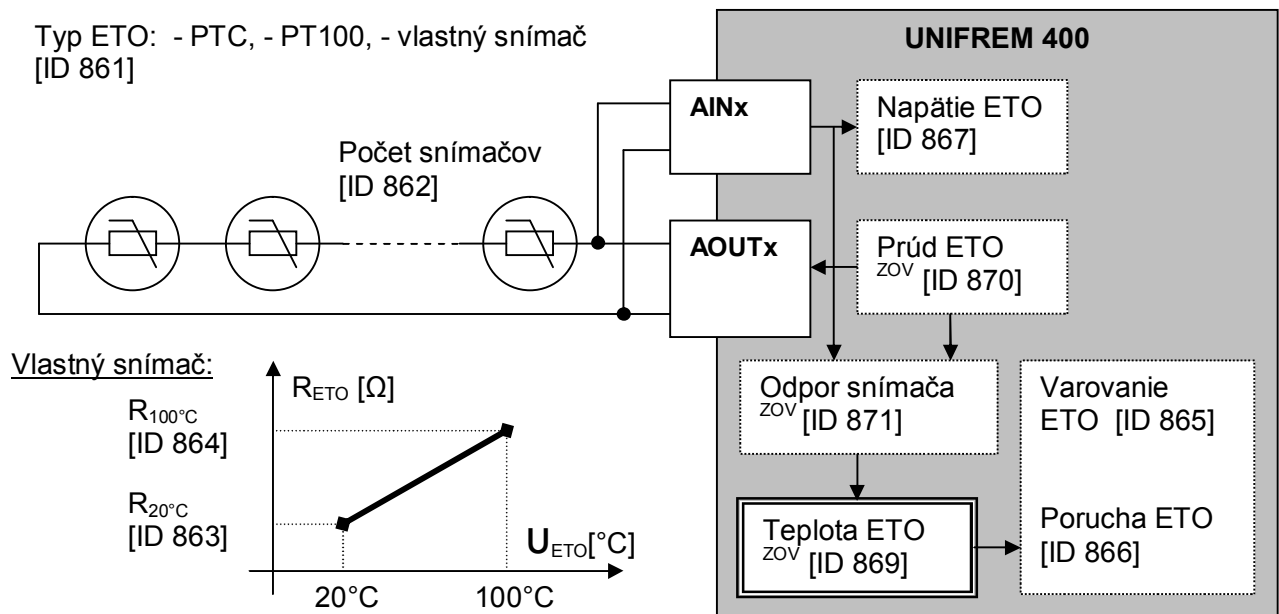 Typ ETO: - PTC, - PT100, - vlastný snímač
[ID 861]
UNIFREM 400
AINx
Napätie ETO
[ID 867]
Počet snímačov
[ID 862]
AOUTx
Prúd ETO
ZOV [ID 870]
Vlastný snímač:
RETO [Ω]
R100°C
[ID 864]
R20°C
[ID 863]
UETO[°C]
20°C 100°C
Odpor snímača
ZOV [ID 871]
Varovanie
ETO [ID 865]
Teplota ETO
ZOV [ID 869]
Porucha ETO
[ID 866]